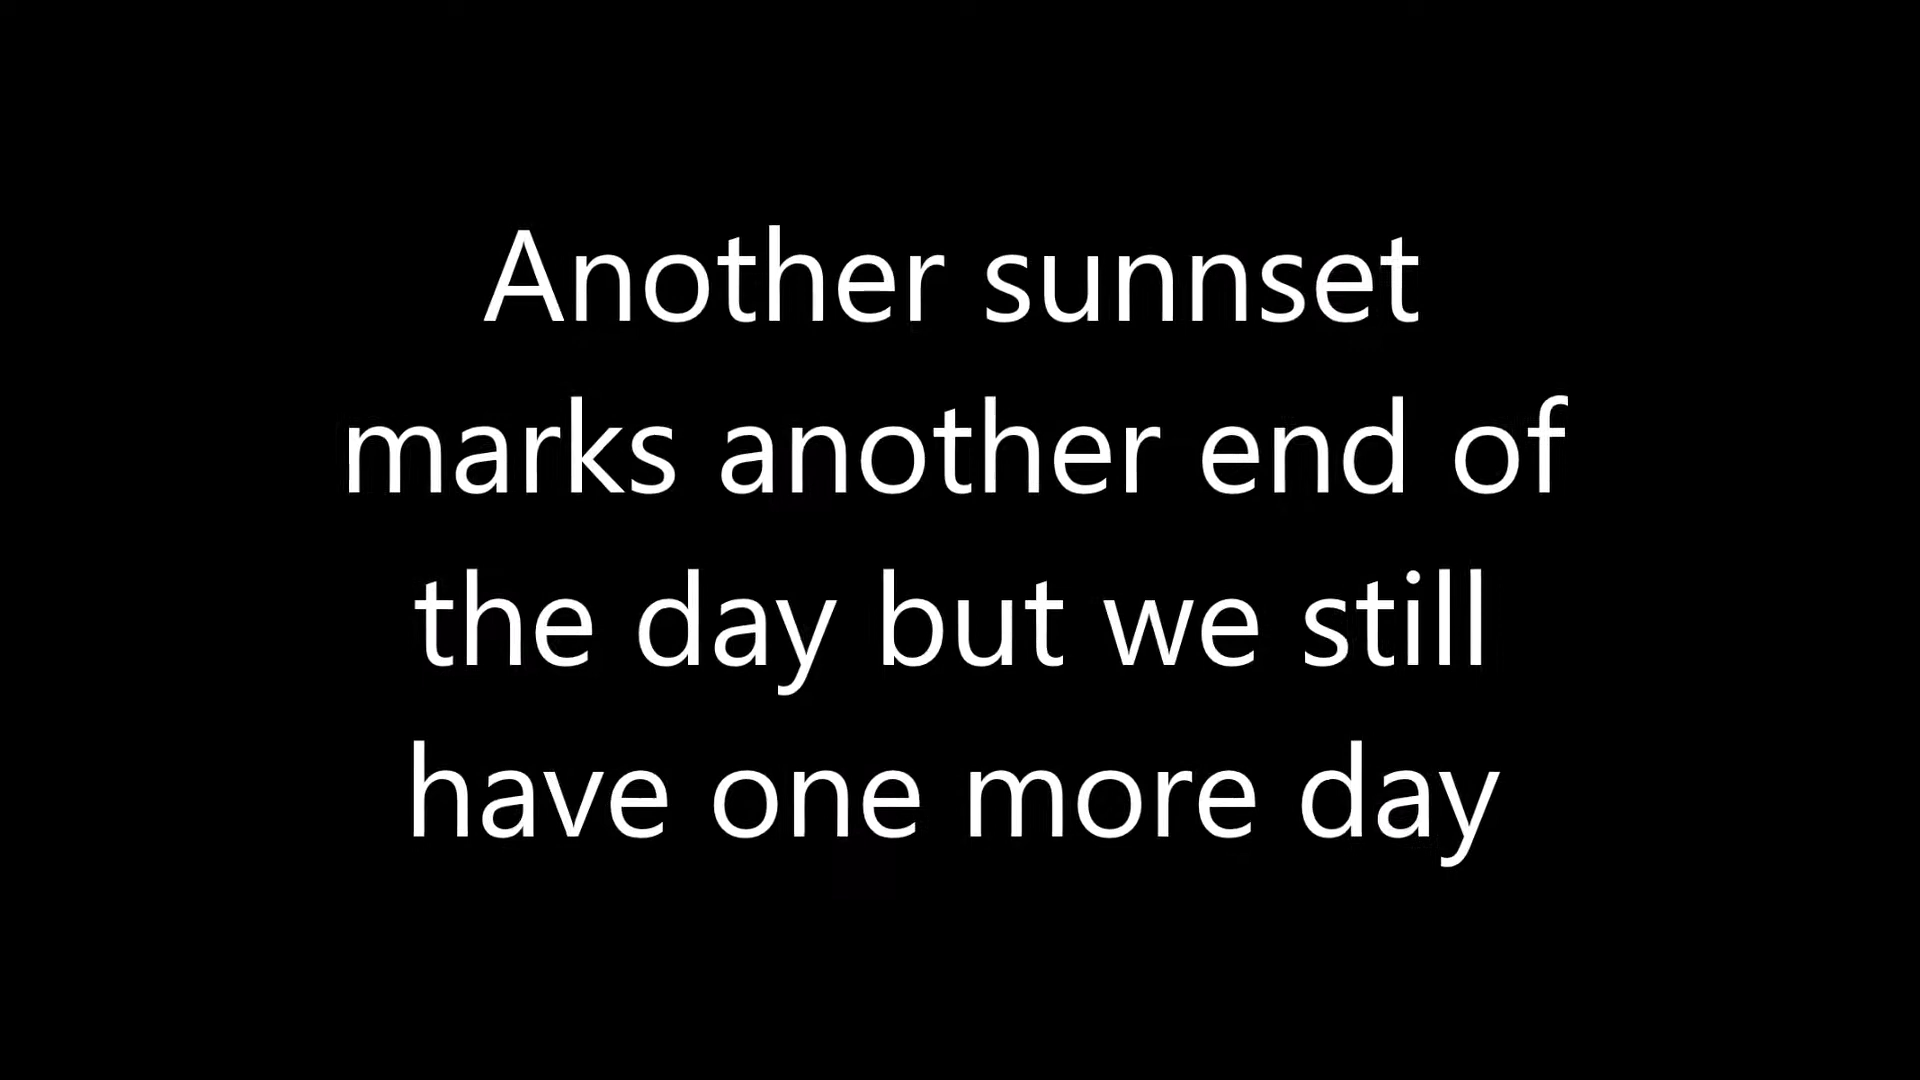 Another sunnset
marks another end of
the day but we still
have one more day